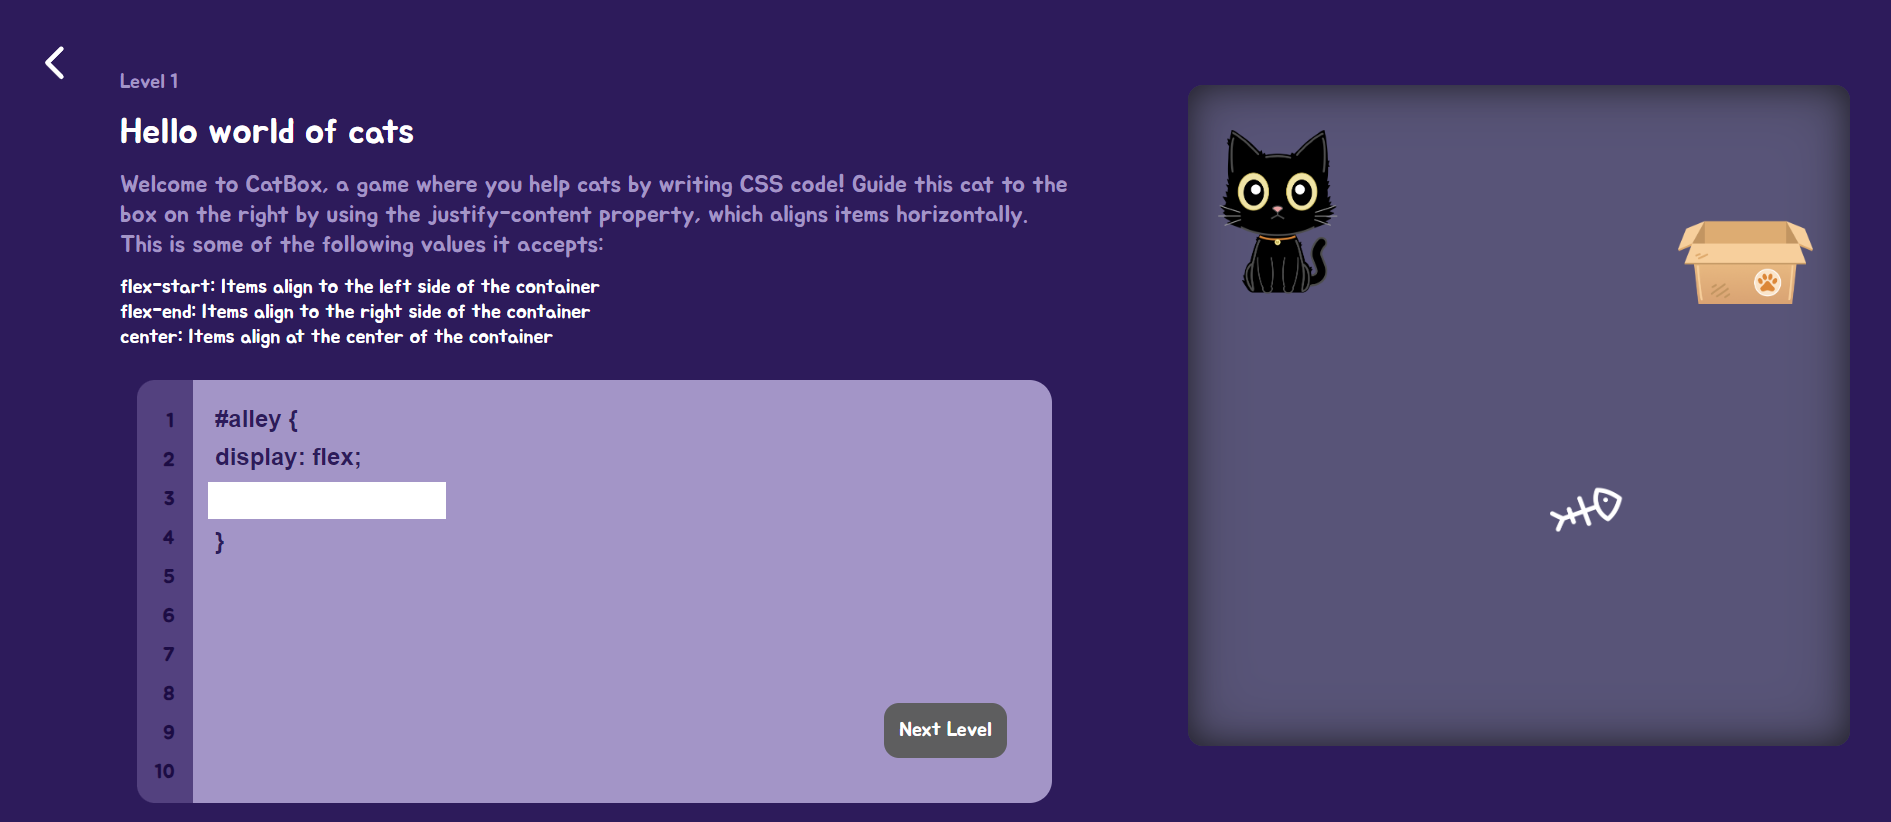 Level 1
Hello world of cats
Welcome to CatBox, a game where you help cats by writing CSS code! Guide this cat to the
box on the right by using the justify-content property, which aligns items horizontally.
This is some of the following values it accepts:
flex-start: Items align to the left side of the container
flex-end: Items align to the right side of the container
center: Items align at the center of the container
1 #alley {
2 display: flex;
3
4 }
5
6
7
8
9
10
Next Level